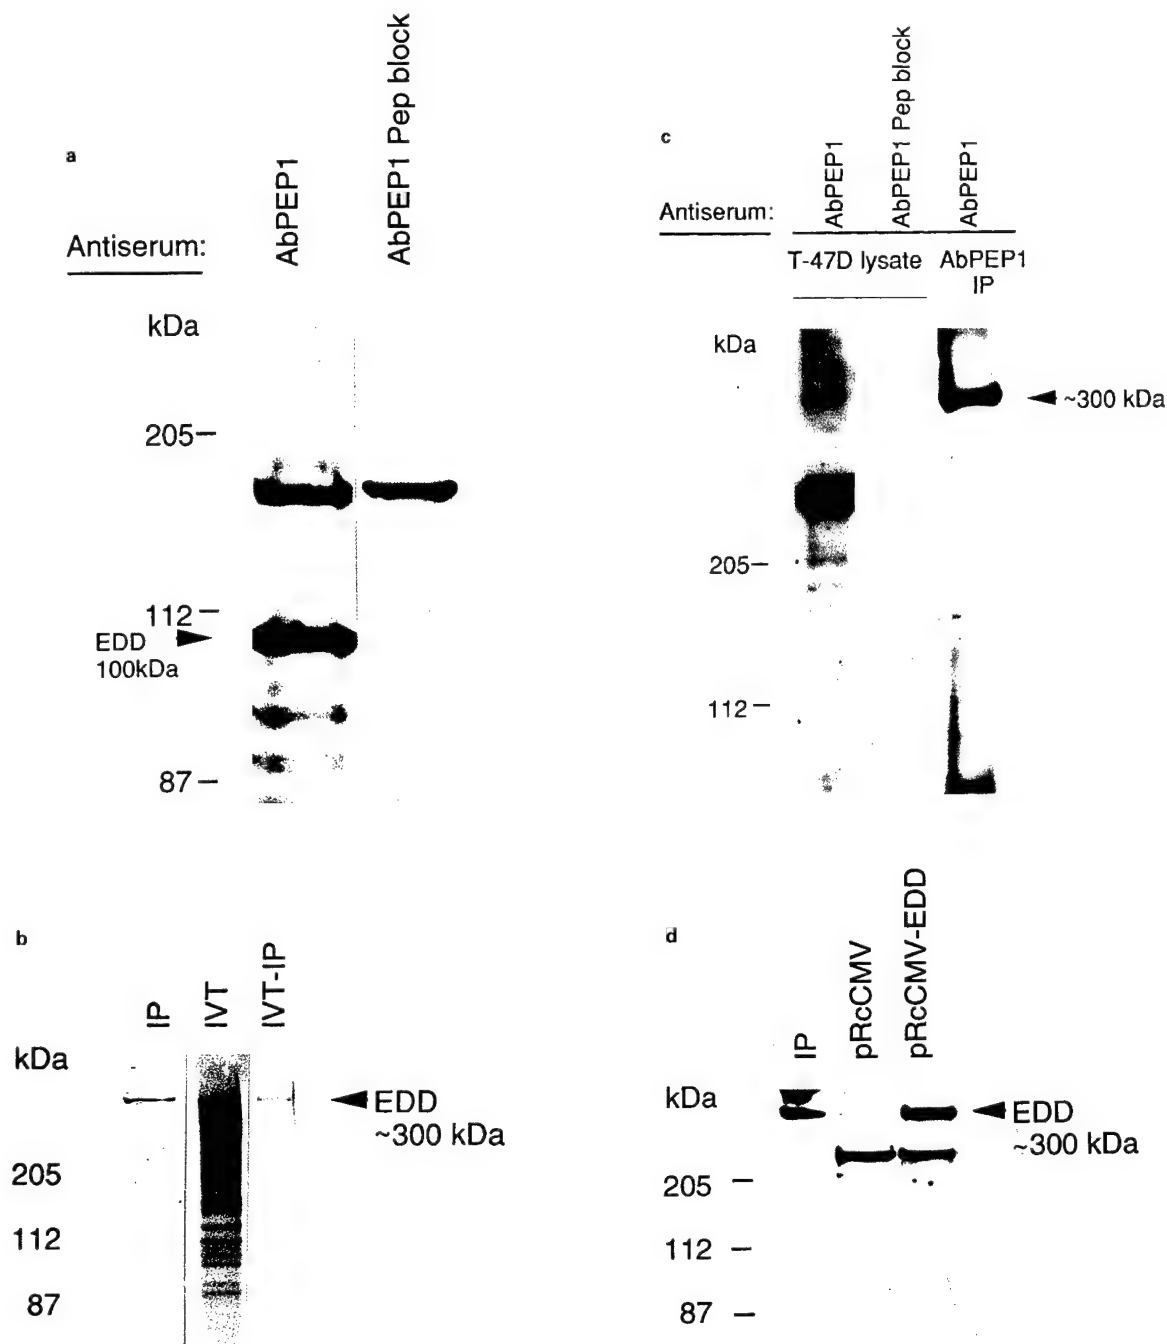 a
Antiserum:
AbPEP1
AbPEP1 Pep block
kDa
205
112
EDD
100kDa
87
c
Antiserum:
AbPEP1
AbPEP1 Pep block
AbPEP1
T-47D lysate
AbPEP1
IP
kDa
~300 kDa
205
112
b
IP
IVT
IVT-IP
kDa
EDD
~300 kDa
205
112
87
d
IP
pRcCMV
pRcCMV-EDD
kDa
EDD
~300 kDa
205
112
87